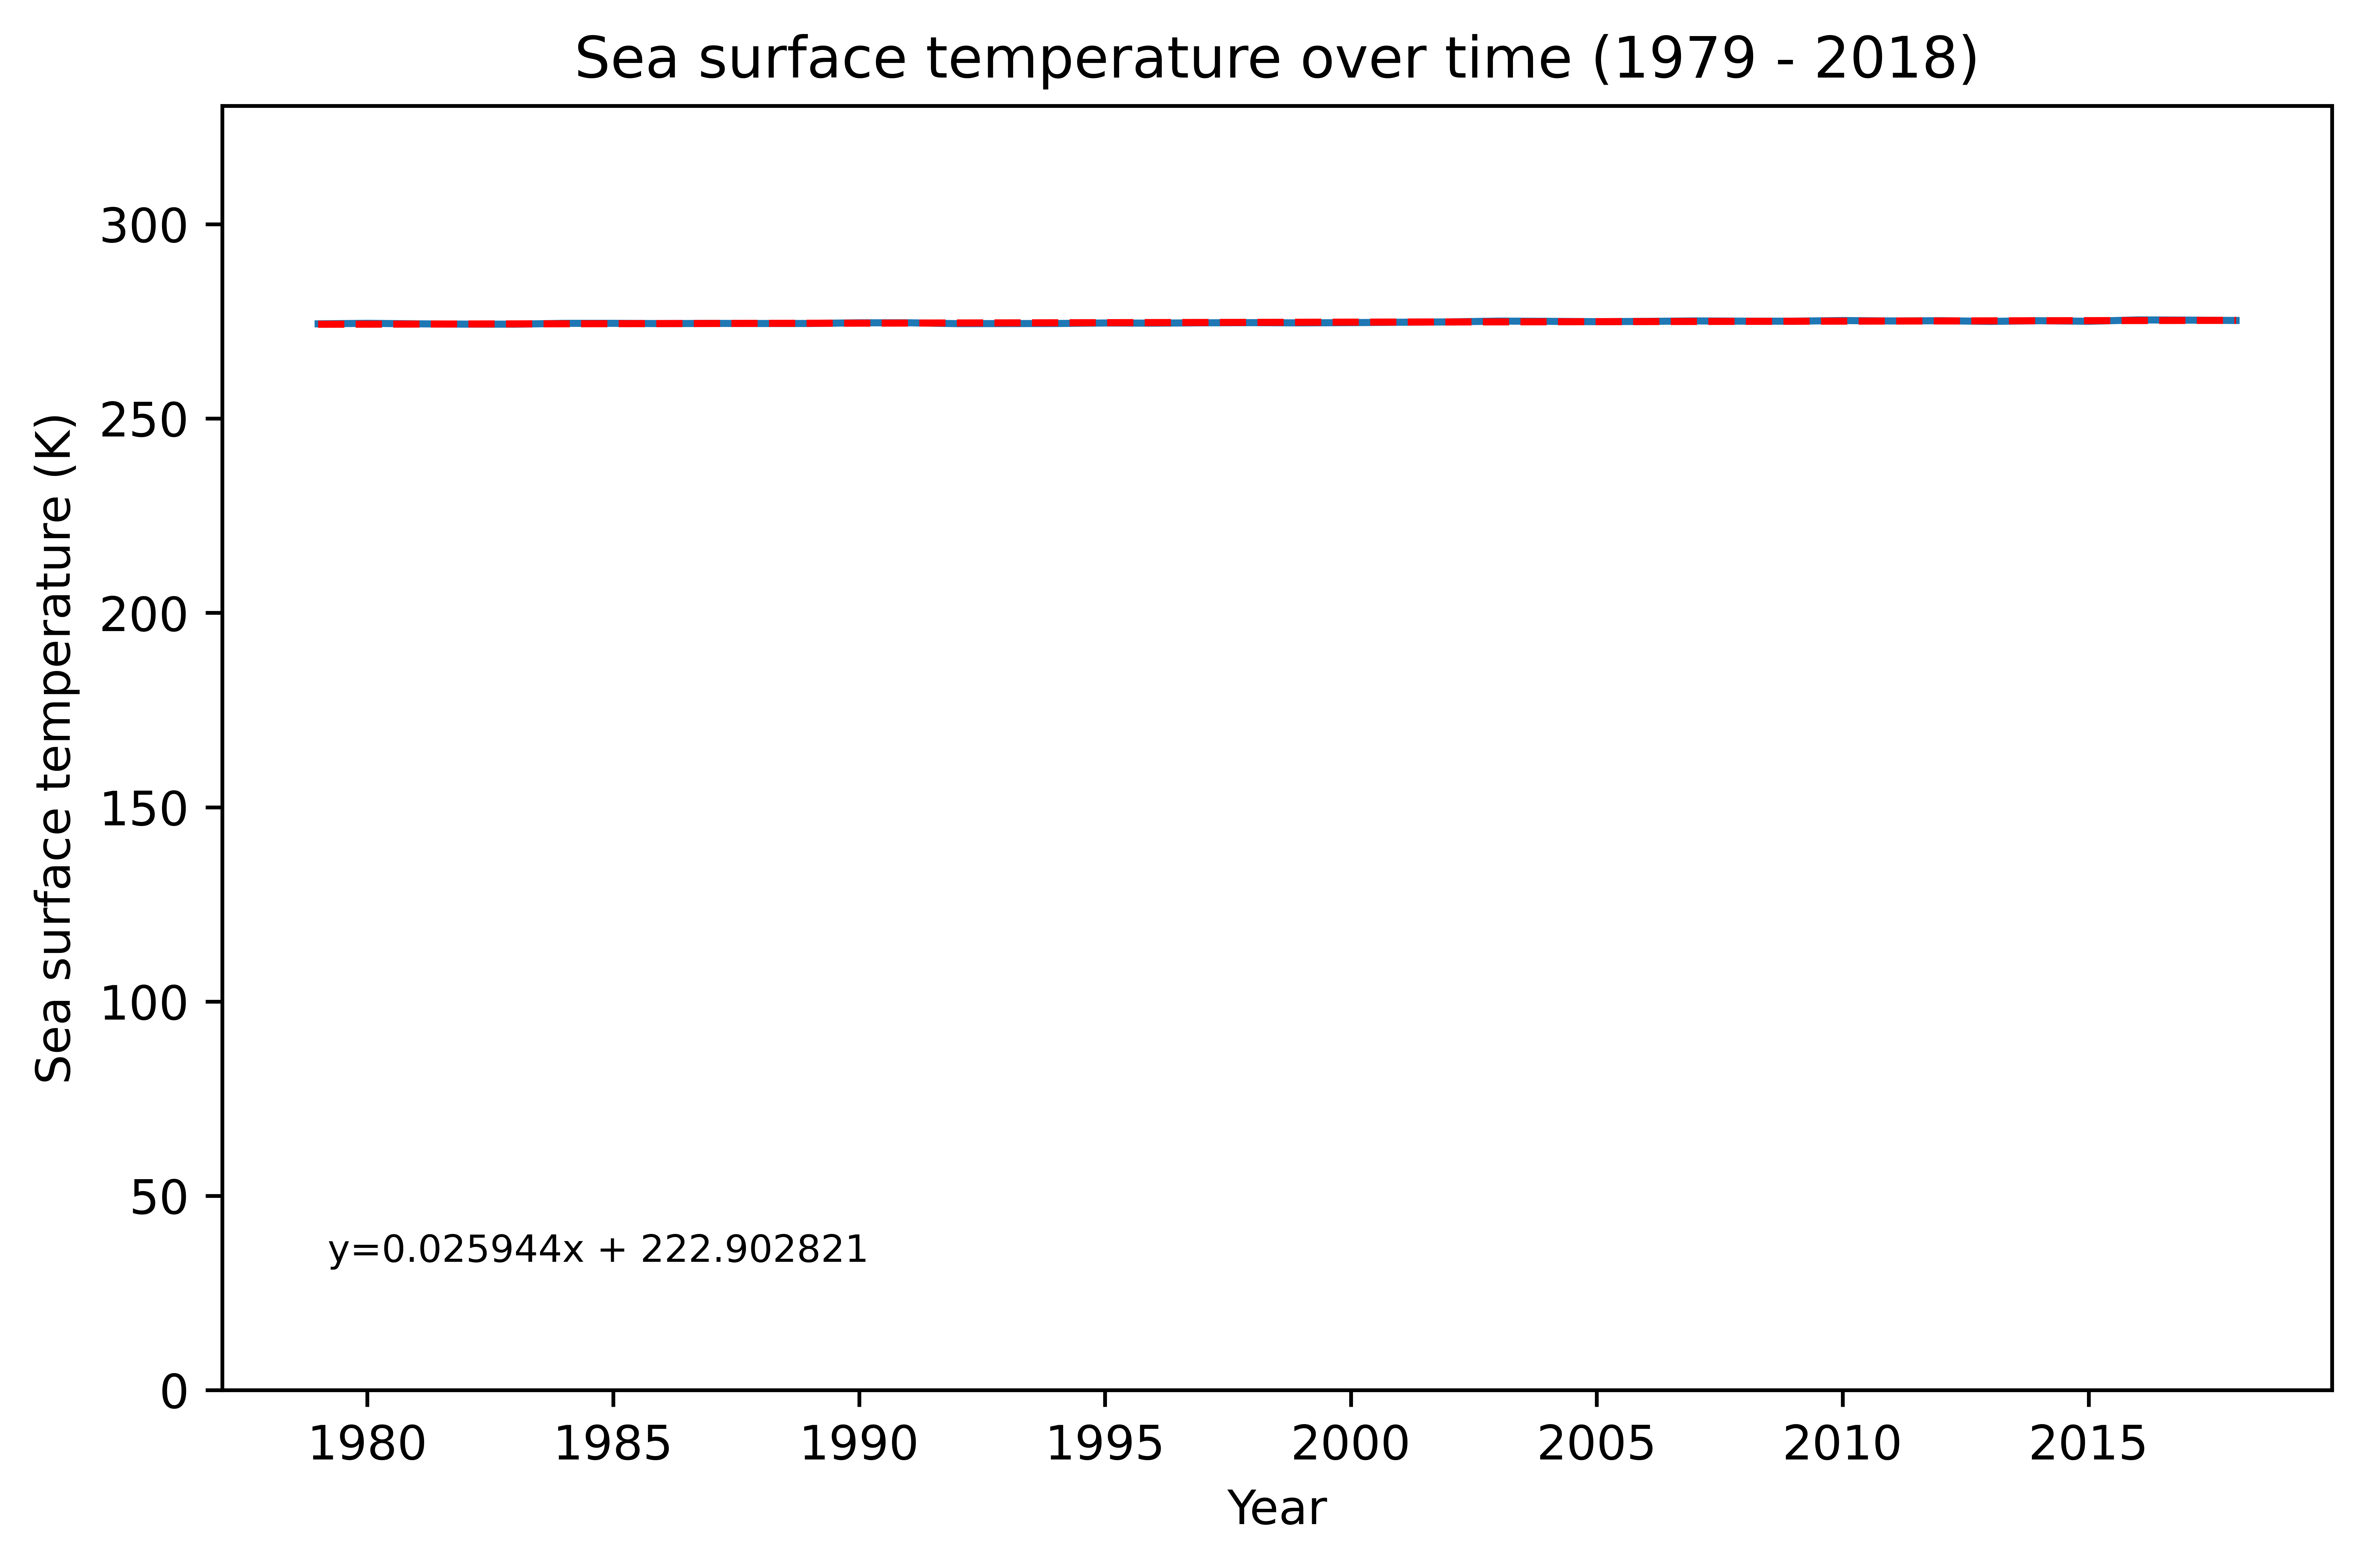 Sea surface temperature over time (1979 - 2018)
Sea surface temperature (K)
300
250
200
150
100
50
0
y=0.025944x + 222.902821
1980 1985 1990 1995 2000 2005 2010 2015
Year